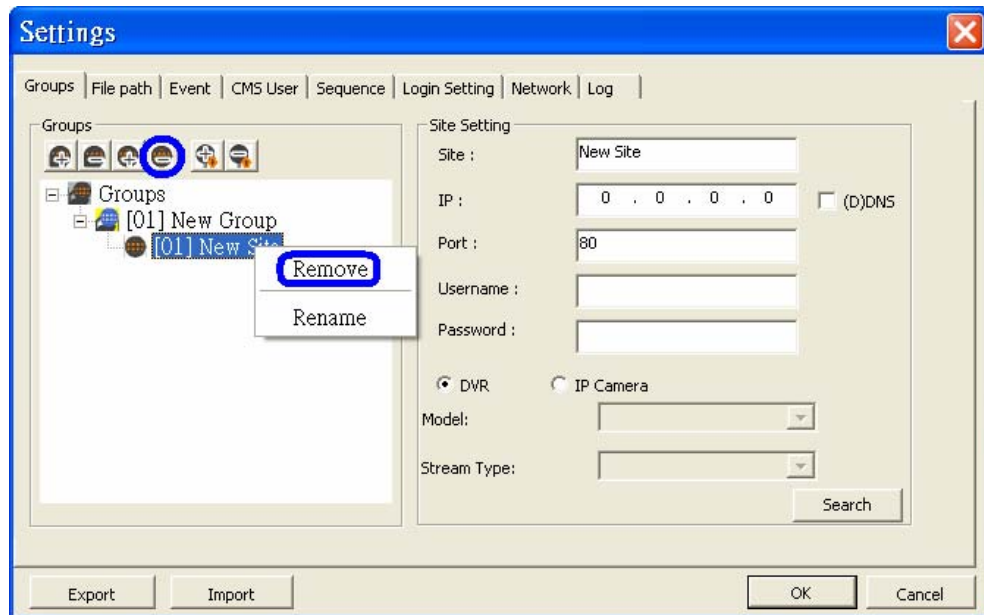 Settings
Groups File path Event CMS User Sequence Login Setting Network Log
Groups
Groups
[01] New Group
[01] New
Remove
Rename
Site Setting
Site : New Site
IP : 0 . 0 . 0 . 0 (D)DNS
Port : 80
Username :
Password :
DVR IP Camera
Model:
Stream Type:
Search
Export Import OK Cancel